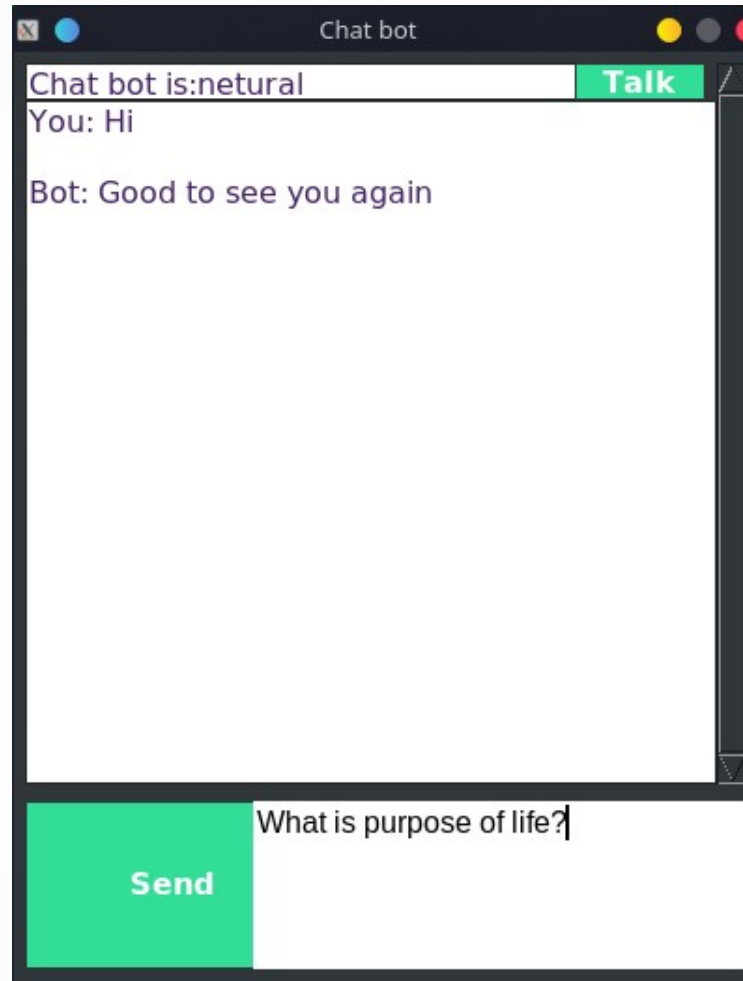 Chat bot
Chat bot is:netural
Talk
You: Hi
Bot: Good to see you again
What is purpose of life?
Send